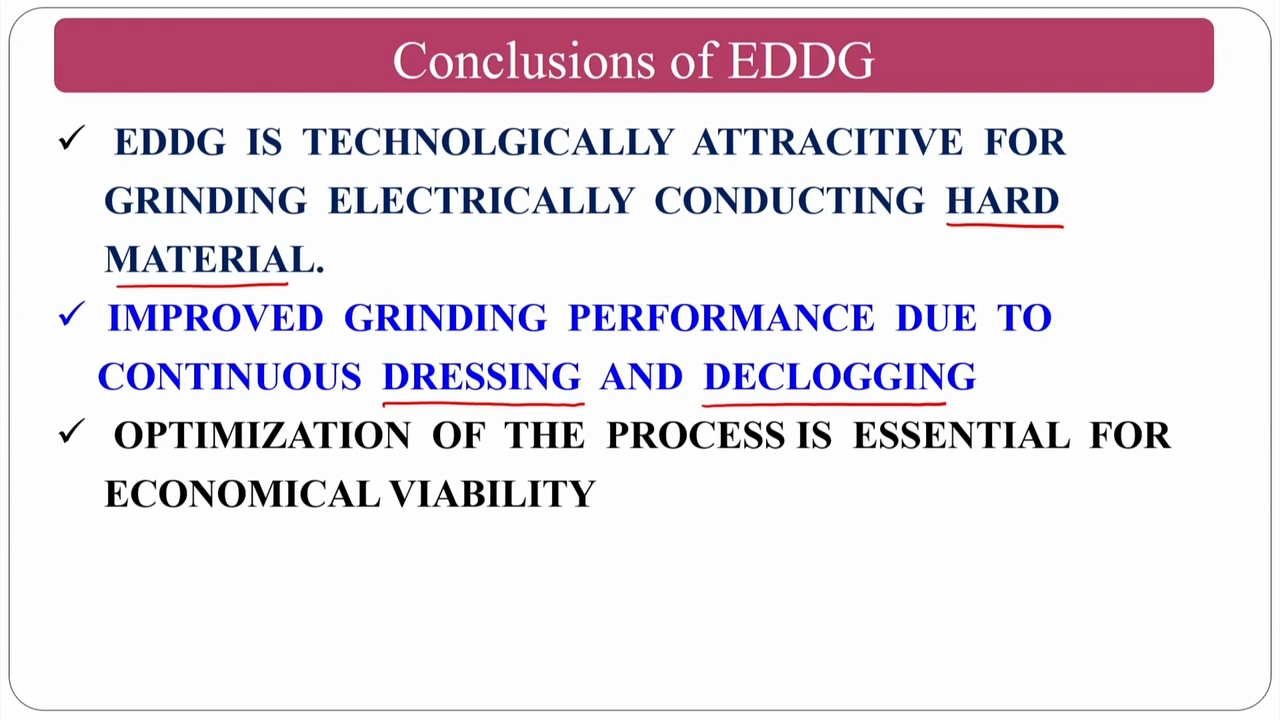 Conclusions of EDDG
✓ EDDG IS TECHNOLGICALLY ATTRACITIVE FOR
GRINDING ELECTRICALLY CONDUCTING HARD
MATERIAL.
✓ IMPROVED GRINDING PERFORMANCE DUE TO
CONTINUOUS DRESSING AND DECLOGGING
✓ OPTIMIZATION OF THE PROCESS IS ESSENTIAL FOR
ECONOMICAL VIABILITY